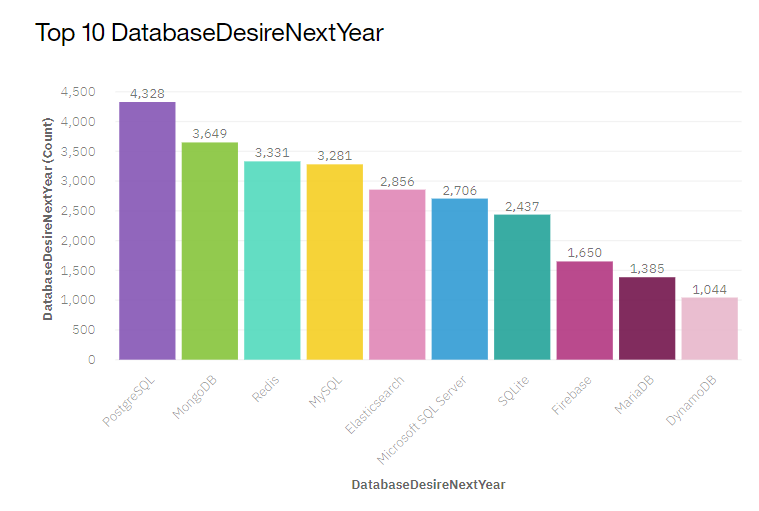 Top 10 DatabaseDesireNextYear
DatabaseDesireNextYear (Count)
4,500
4,000
3,500
3,000
2,500
2,000
1,500
1,000
500
0
4,328
3,649
3,331
3,281
2,856
2,706
2,437
1,650
1,385
1,044
PostgreSQL
MongoDB
Redis
MySQL
Elasticsearch
Microsoft SQL Server
SQLite
Firebase
MariaDB
DynamoDB
DatabaseDesireNextYear